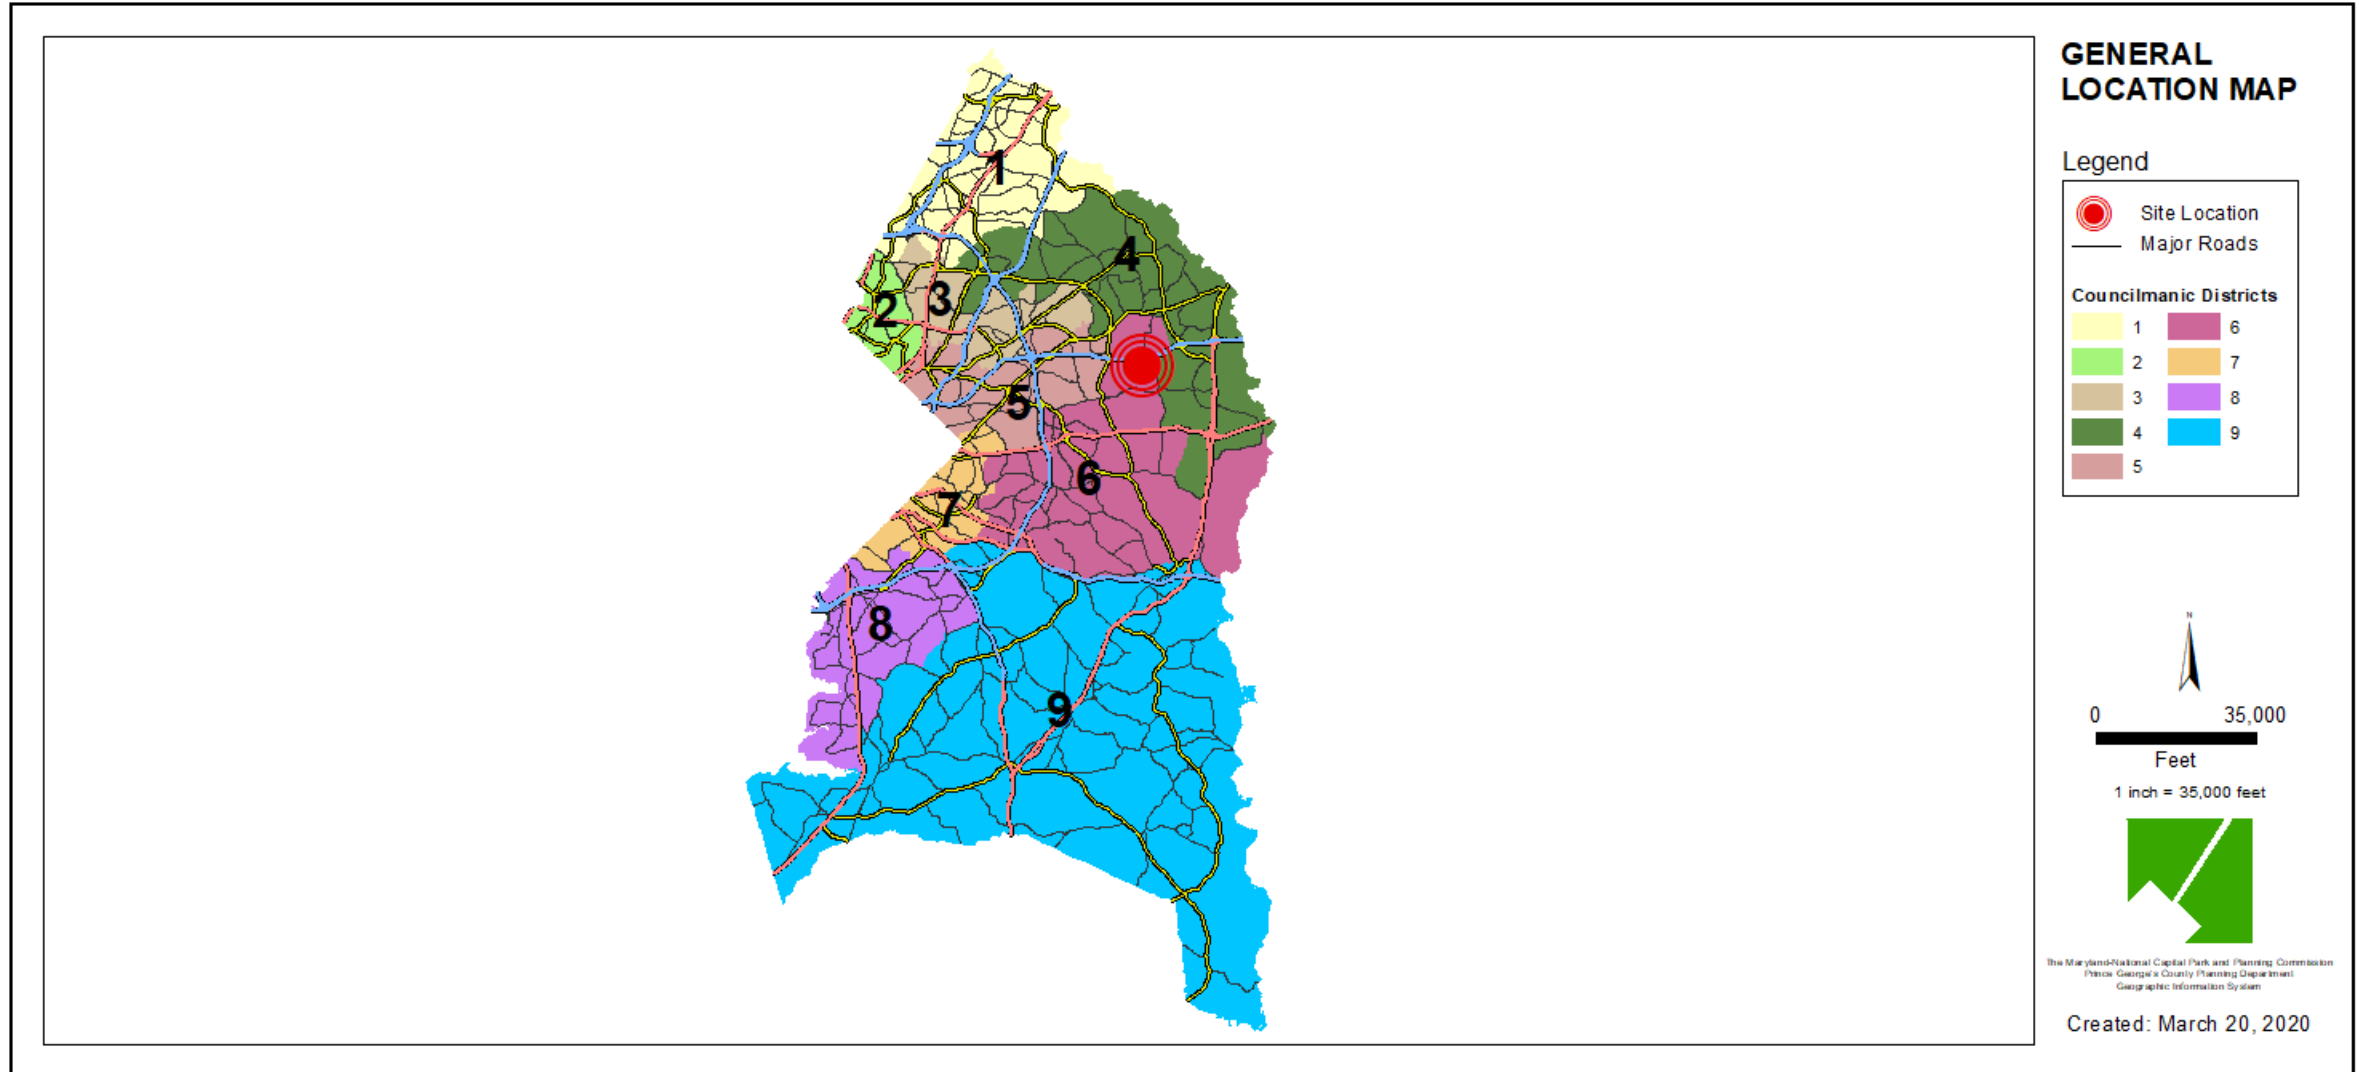 GENERAL
LOCATION MAP
Legend
Site Location
Major Roads
Councilmanic Districts
1 6
2 7
3 8
4 9
5
1
4
3
2
5
6
7
8
9
N
0 35,000
Feet
1 inch = 35,000 feet
The Maryland-National Capital Park and Planning Commission
Prince George's County Planning Department
Geographic Information System
Created: March 20, 2020